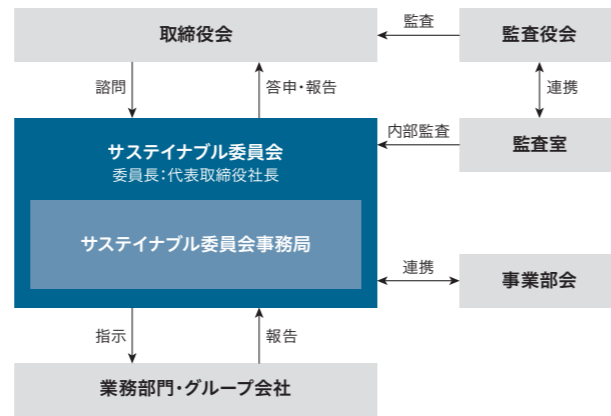 取締役会
監査
監査役会
諮問
答申・報告
連携
サステイナブル委員会
委員長：代表取締役社長
内部監査
監査室
サステイナブル委員会事務局
連携
事業部会
指示
報告
業務部門・グループ会社